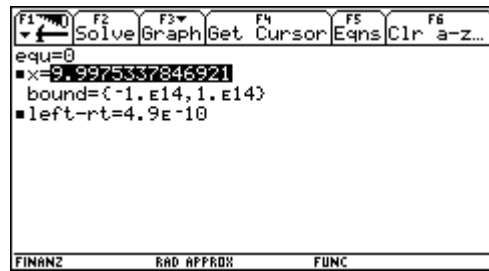 F1 F2 F3 F4 F5 F6
Solve Graph Get Cursor Eqns Clr a-z…
equ=0
▪x=9.9975337846921
bound={-1.E14,1.E14}
▪left-rt=4.9E-10
FINANZ RAD APPROX FUNC